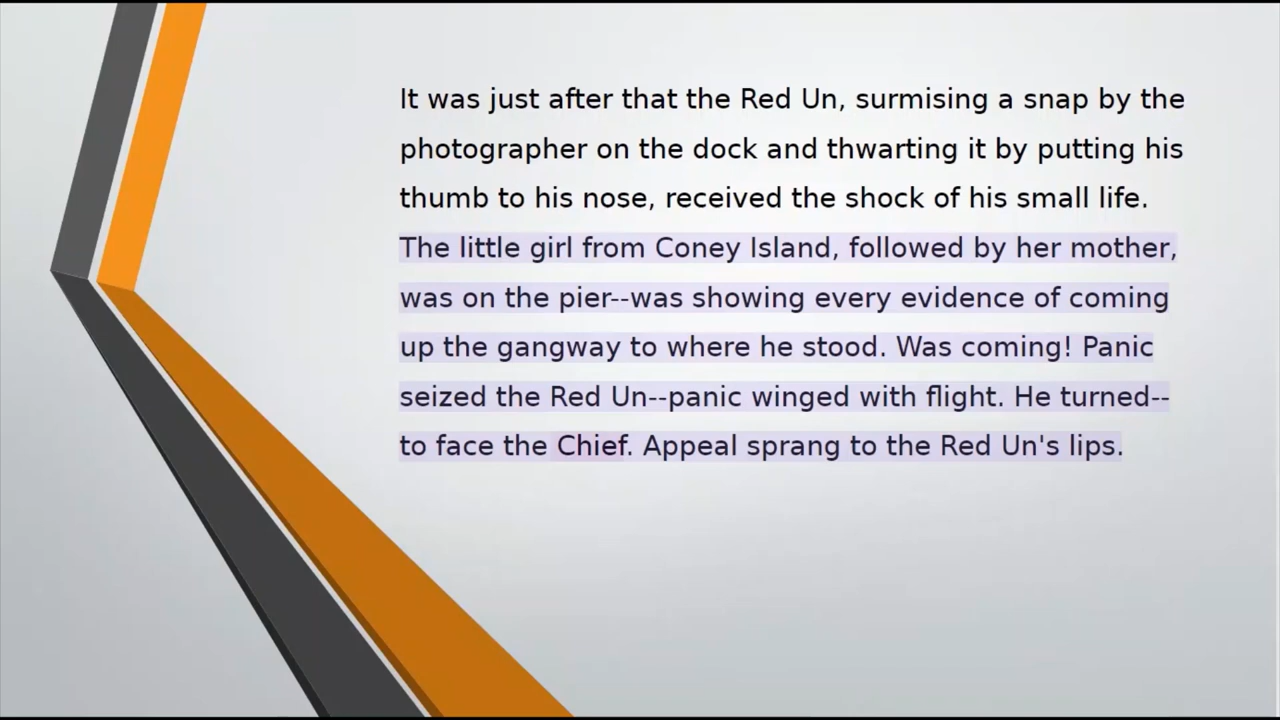 It was just after that the Red Un, surmising a snap by the
photographer on the dock and thwarting it by putting his
thumb to his nose, received the shock of his small life.
The little girl from Coney Island, followed by her mother,
was on the pier--was showing every evidence of coming
up the gangway to where he stood. Was coming! Panic
seized the Red Un--panic winged with flight. He turned--
to face the Chief. Appeal sprang to the Red Un's lips.